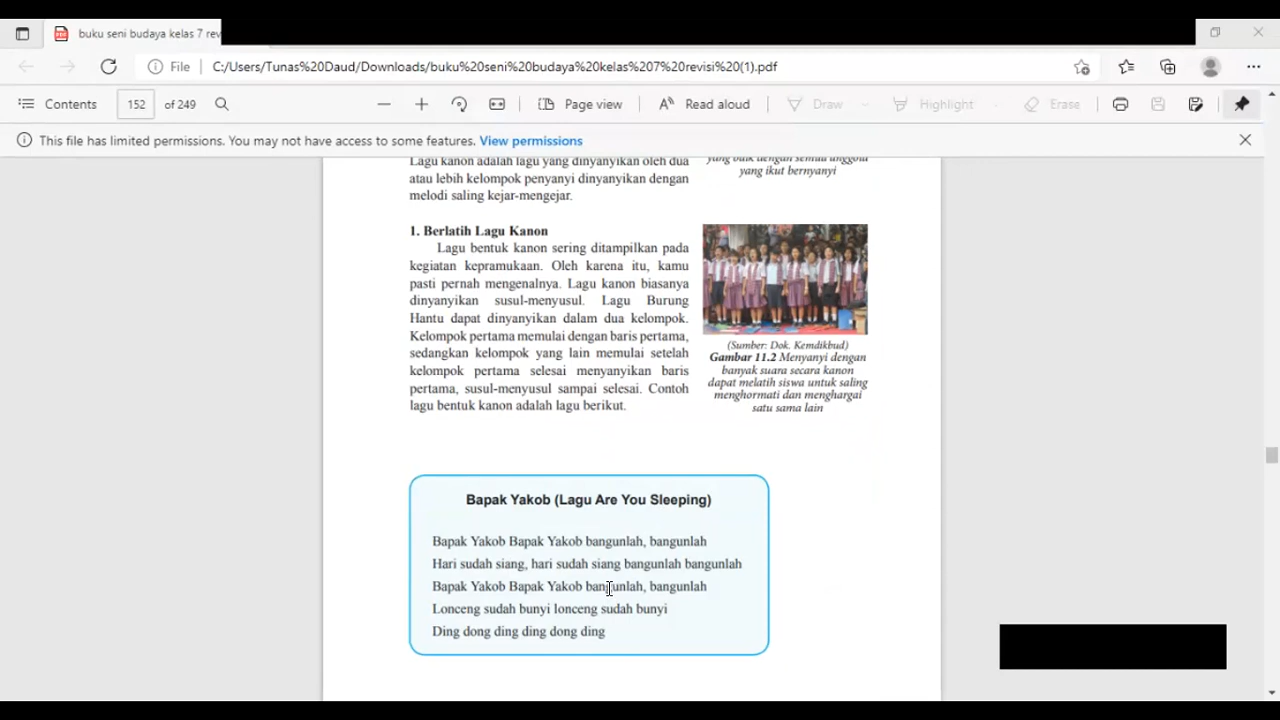 buku seni budaya kelas 7 rev
File
C:/Users/Tunas%20Daud/Downloads/buku%20seni%20budaya%20kelas%207%20revisi%20(1).pdf
Contents
152 of 249
Page view
Read aloud
Draw
Highlight
Erase
This file has limited permissions. You may not have access to some features. View permissions
Lagu kanon adalah lagu yang dinyanyikan oleh dua
atau lebih kelompok penyanyi dinyanyikan dengan
melodi saling kejar-mengejar.
yang baik dengan semua anggota
yang ikut bernyanyi
1. Berlatih Lagu Kanon
Lagu bentuk kanon sering ditampilkan pada
kegiatan kepramukaan. Oleh karena itu, kamu
pasti pernah mengenalnya. Lagu kanon biasanya
dinyanyikan susul-menyusul. Lagu Burung
Hantu dapat dinyanyikan dalam dua kelompok.
Kelompok pertama memulai dengan baris pertama,
sedangkan kelompok yang lain memulai setelah
kelompok pertama selesai menyanyikan baris
pertama, susul-menyusul sampai selesai. Contoh
lagu bentuk kanon adalah lagu berikut.
(Sumber: Dok. Kemdikbud)
Gambar 11.2 Menyanyi dengan
banyak suara secara kanon
dapat melatih siswa untuk saling
menghormati dan menghargai
satu sama lain
Bapak Yakob (Lagu Are You Sleeping)
Bapak Yakob Bapak Yakob bangunlah, bangunlah
Hari sudah siang, hari sudah siang bangunlah bangunlah
Bapak Yakob Bapak Yakob bangunlah, bangunlah
Lonceng sudah bunyi lonceng sudah bunyi
Ding dong ding ding dong ding